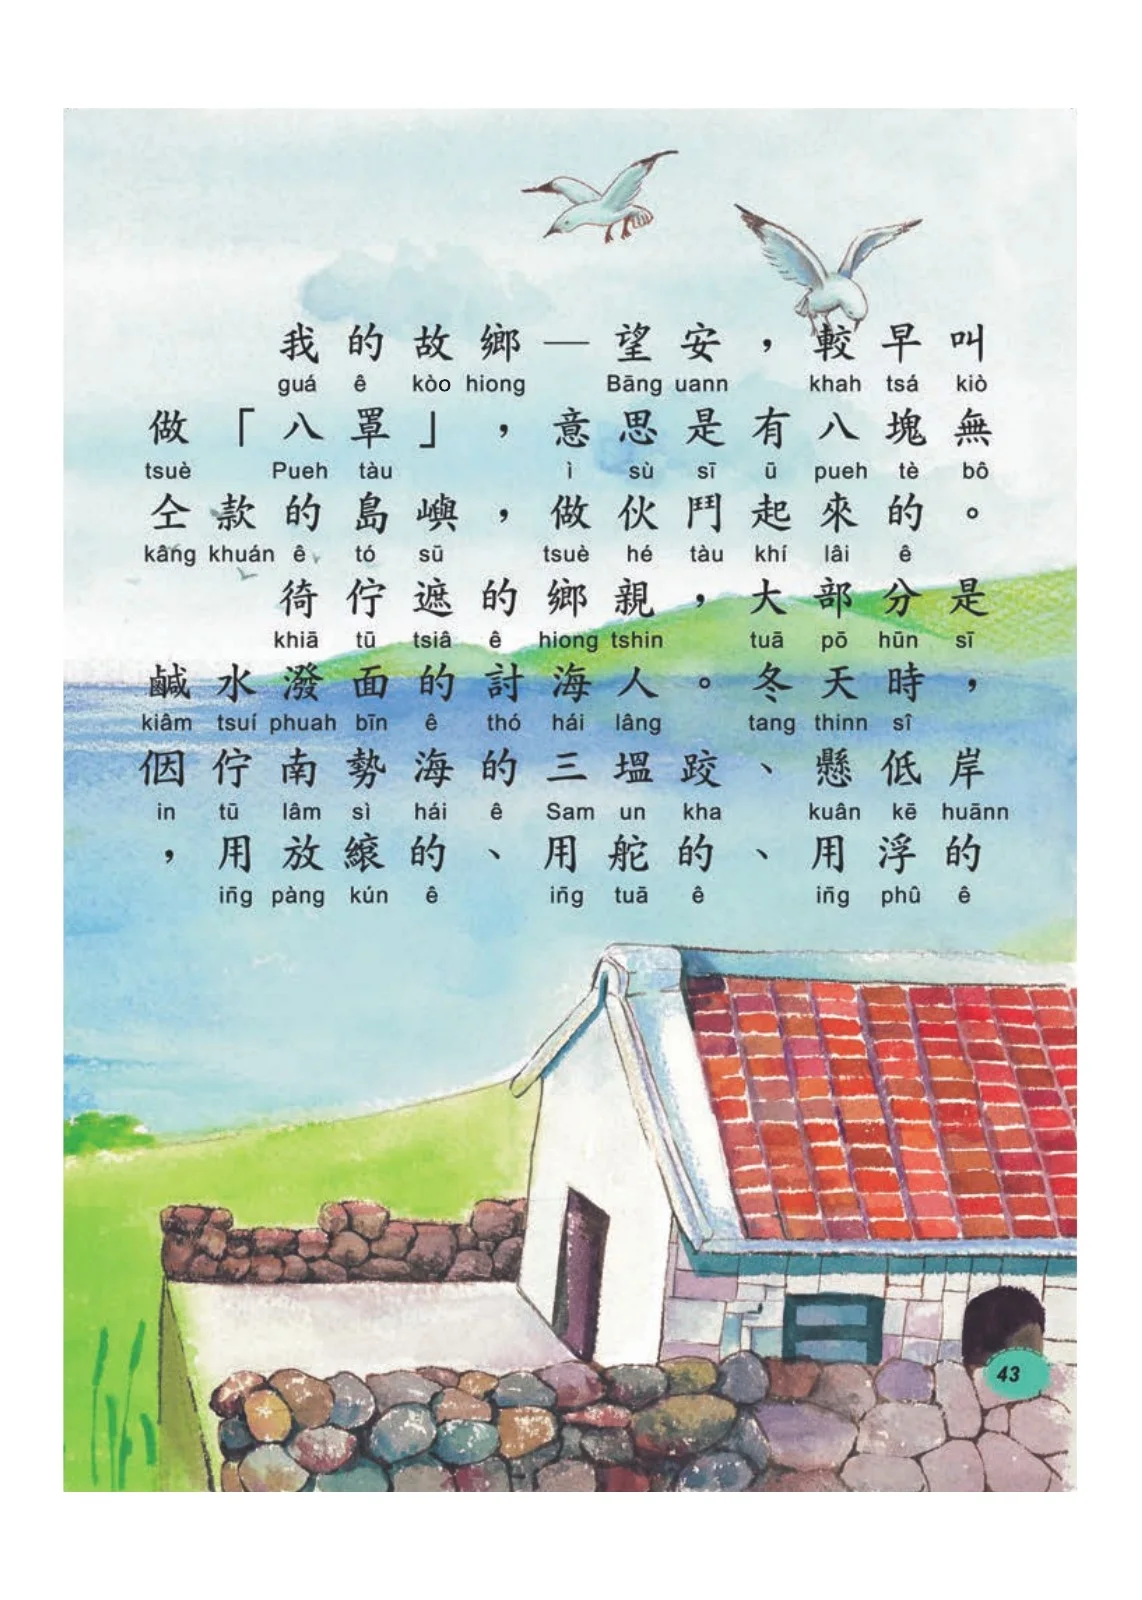 我的故鄉—望安，較早叫
guá ê kòo hiong Bāng uann khah tsá kiò
做「八罩」，意思是有八塊無
tsuè Pueh tàu ì sù sī ū pueh tè bô
仝款的島嶼，做伙鬥起來的。
kâng khuán ê tó sū tsuè hé tàu khí lâi ê
徛佇遮的鄉親，大部分是
khiā tū tsiâ ê hiong tshin tuā pō hūn sī
鹹水潑面的討海人。冬天時，
kiâm tsuí phuah bīn ê thó hái lâng tang thinn sî
𪜶佇南勢海的三塭跤、懸低岸
in tū lâm sì hái ê Sam un kha kuân kē huānn
，用放緄的、用舵的、用浮的
iñg pàng kún ê iñg tuā ê iñg phû ê
43